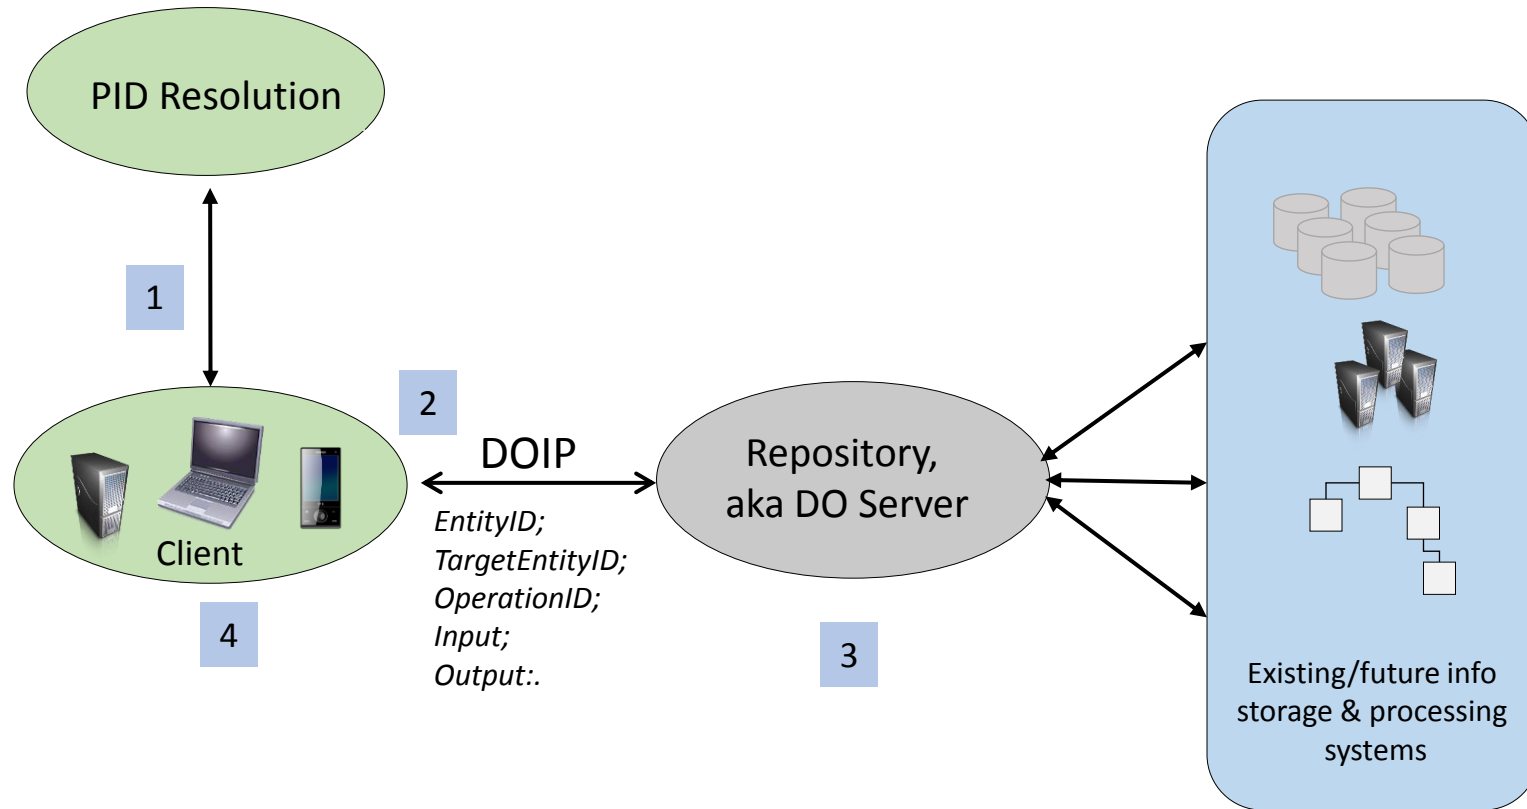 PID Resolution
1
2
DOIP
EntityID;
TargetEntityID;
OperationID;
Input;
Output:.
Client
4
Repository,
aka DO Server
3
Existing/future info
storage & processing
systems